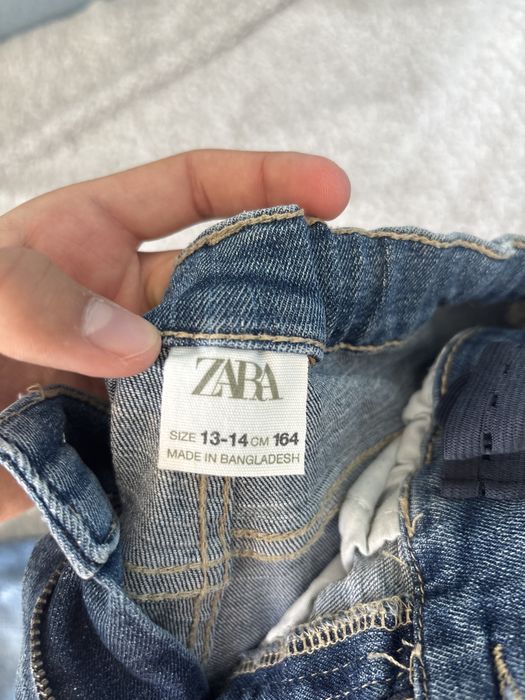 ZARA
SIZE 13-14 CM 164
MADE IN BANGLADESH